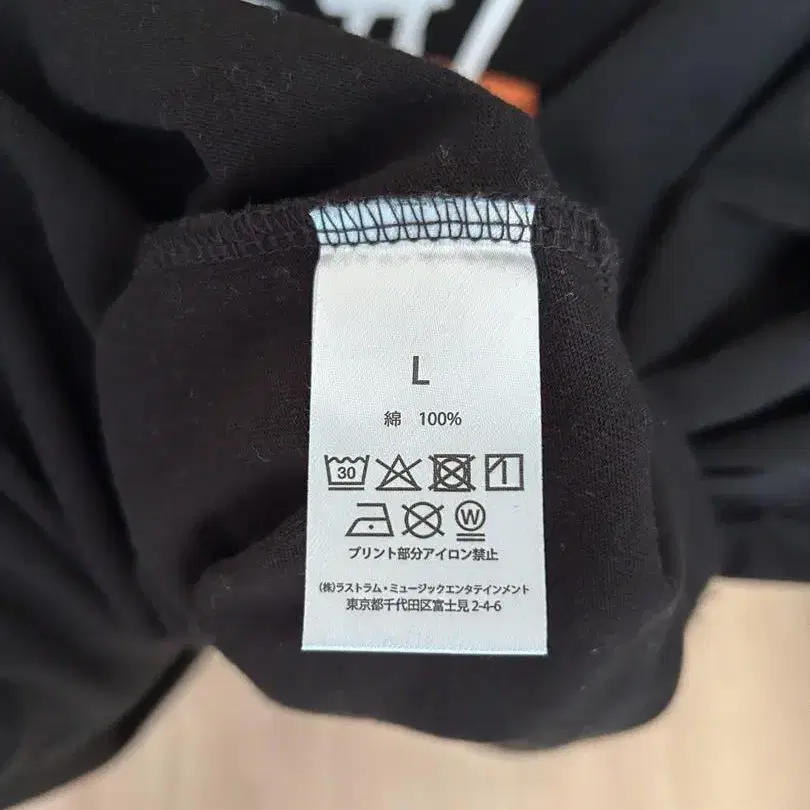 L
綿 100%
30
W
プリント部分アイロン禁止
(株)ラストラム・ミュージックエンタテインメント
東京都千代田区富士見 2-4-6